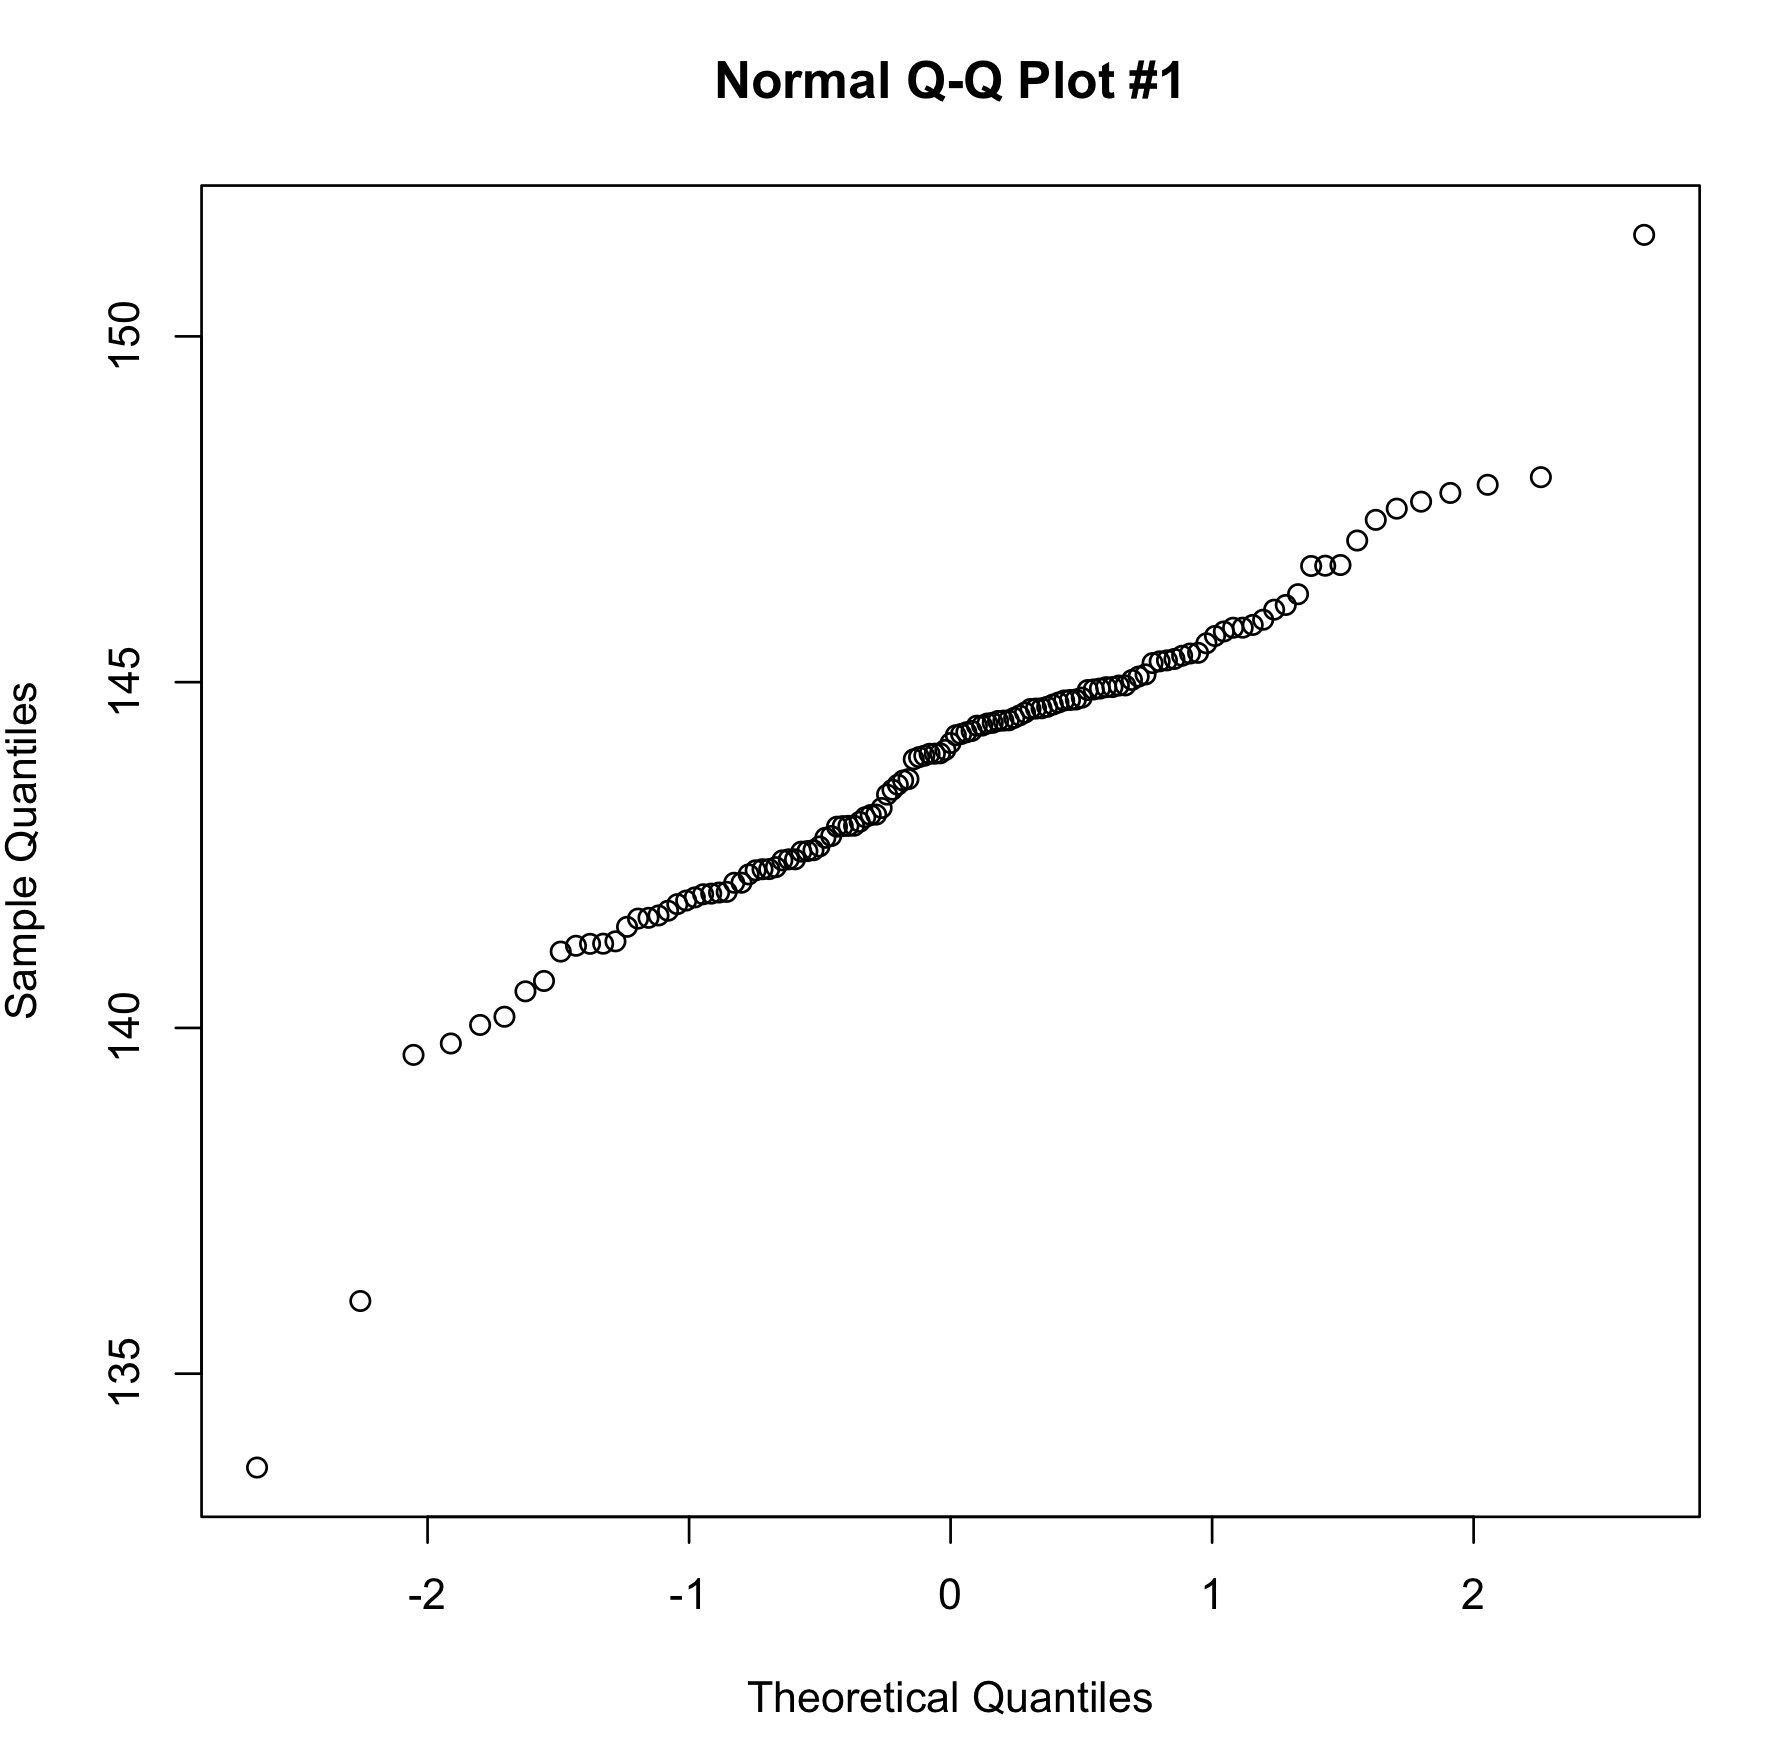 Normal Q-Q Plot #1
Sample Quantiles
150
145
140
135
-2 -1 0 1 2
Theoretical Quantiles